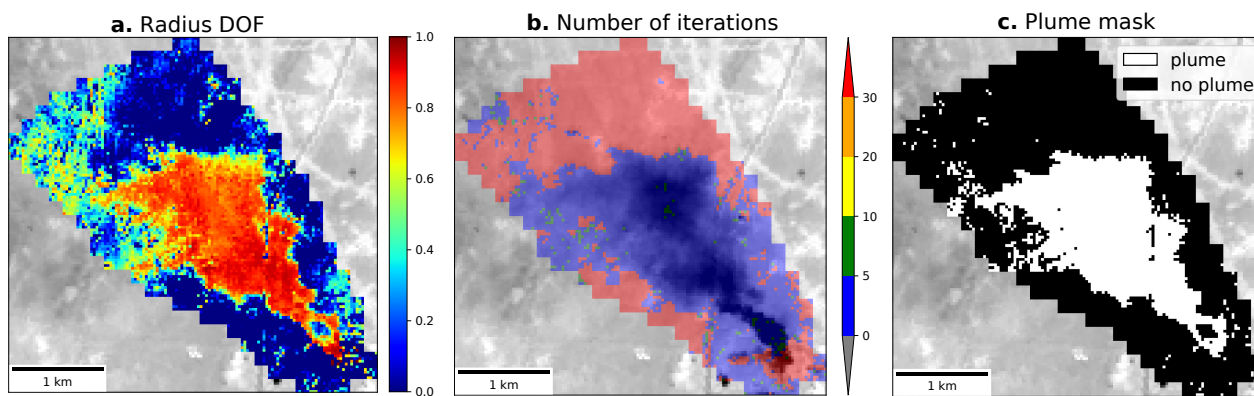 a. Radius DOF
1.0
0.8
0.6
0.4
0.2
0.0
1 km
b. Number of iterations
30
20
10
5
0
1 km
c. Plume mask
plume
no plume
1 km